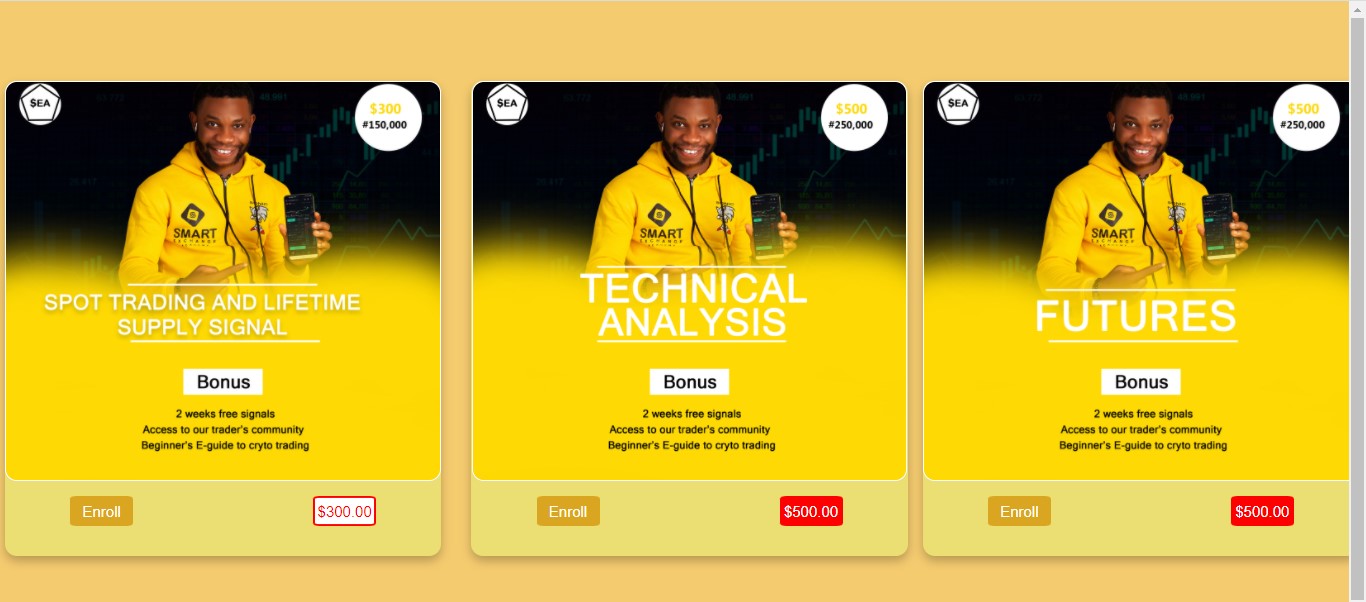 $EA
$300
#150,000
SMART
EXCHANGE
SPOT TRADING AND LIFETIME
SUPPLY SIGNAL
Bonus
2 weeks free signals
Access to our trader's community
Beginner's E-guide to cryto trading
Enroll
$300.00
$EA
$500
#250,000
SMART
EXCHANGE
TECHNICAL
ANALYSIS
Bonus
2 weeks free signals
Access to our trader's community
Beginner's E-guide to cryto trading
Enroll
$500.00
$EA
$500
#250,000
SMART
EXCHANGE
FUTURES
Bonus
2 weeks free signals
Access to our trader's community
Beginner's E-guide to cryto trading
Enroll
$500.00